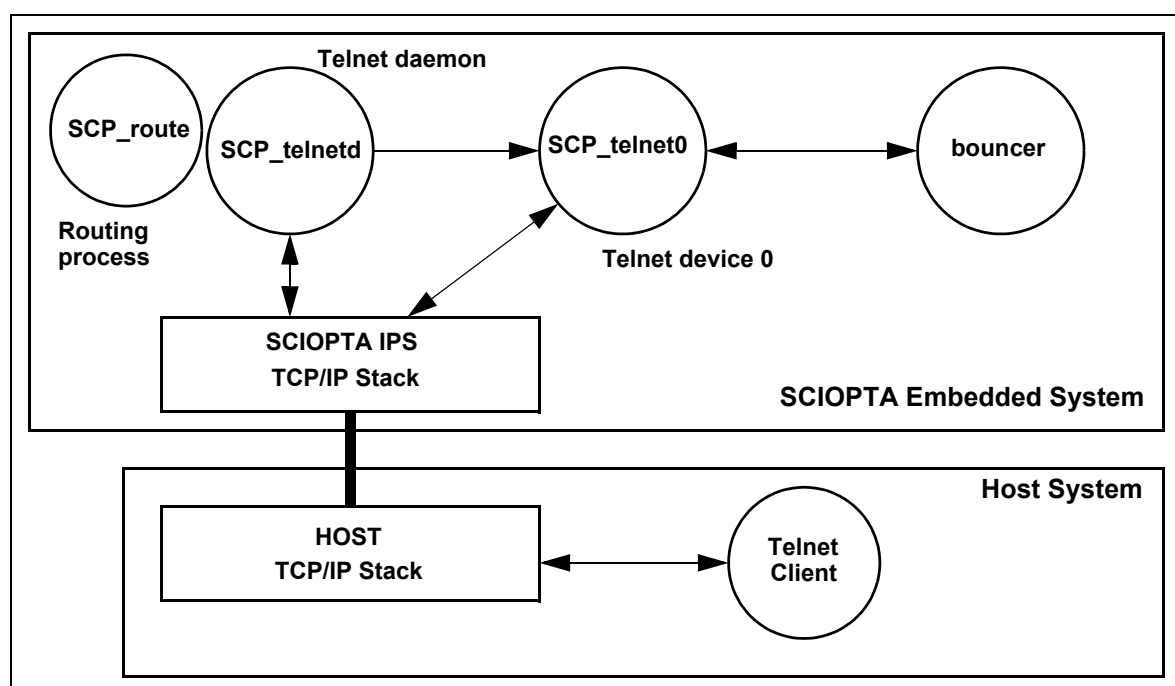 Telnet daemon
SCP_route
SCP_telnetd
SCP_telnet0
bouncer
Routing
process
Telnet device 0
SCIOPTA IPS
TCP/IP Stack
SCIOPTA Embedded System
Host System
HOST
TCP/IP Stack
Telnet
Client